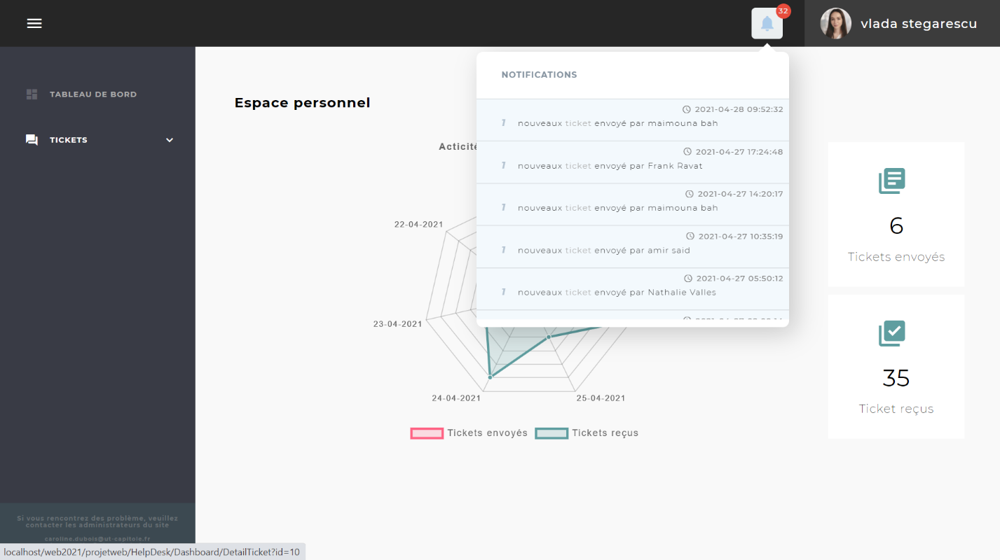 32
vlada stegarescu
TABLEAU DE BORD
TICKETS
Espace personnel
NOTIFICATIONS
2021-04-28 09:52:32
1 nouveaux ticket envoyé par maimouna bah
2021-04-27 17:24:48
1 nouveaux ticket envoyé par Frank Ravat
2021-04-27 14:20:17
1 nouveaux ticket envoyé par maimouna bah
2021-04-27 10:35:19
1 nouveaux ticket envoyé par amir said
2021-04-27 05:50:12
1 nouveaux ticket envoyé par Nathalie Valles
Acticité
22-04-2021
23-04-2021
24-04-2021
25-04-2021
Tickets envoyés
Tickets reçus
6
Tickets envoyés
35
Ticket reçus
Si vous rencontrez des problème, veuillez
contacter les administrateurs du site
caroline.dubois@ut-capitole.fr
localhost/web2021/projetweb/HelpDesk/Dashboard/DetailTicket?id=10